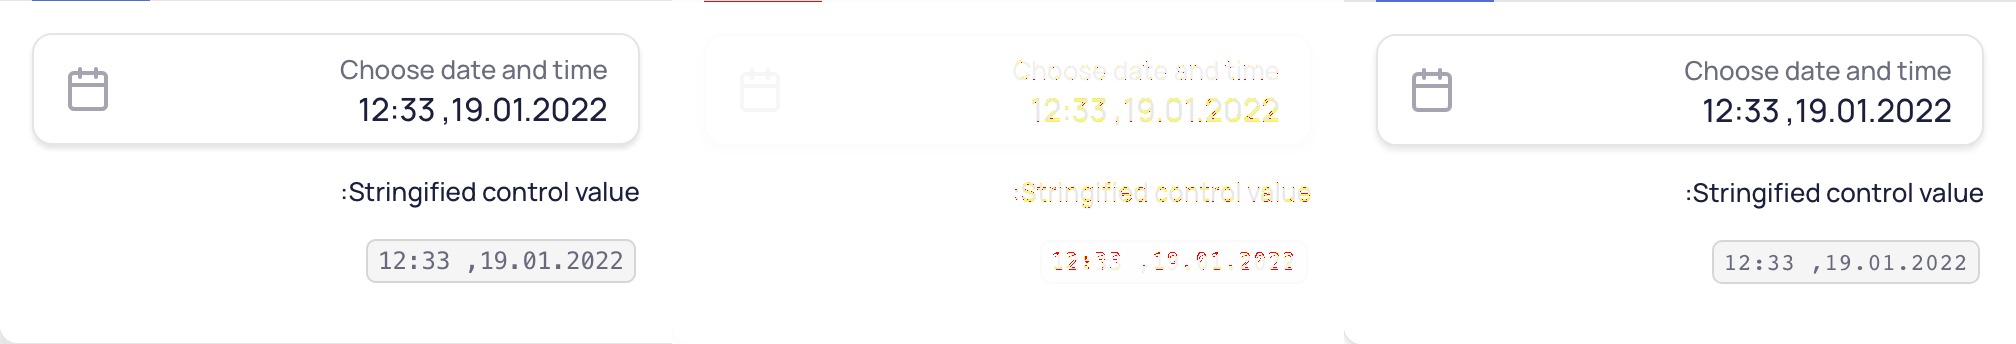 Choose date and time
12:33 ,19.01.2022
:Stringified control value
12:33 ,19.01.2022
Choose date and time
12:33 ,19.01.2022
:Stringified control value
12:33 ,19.01.2022
Choose date and time
12:33 ,19.01.2022
:Stringified control value
12:33 ,19.01.2022